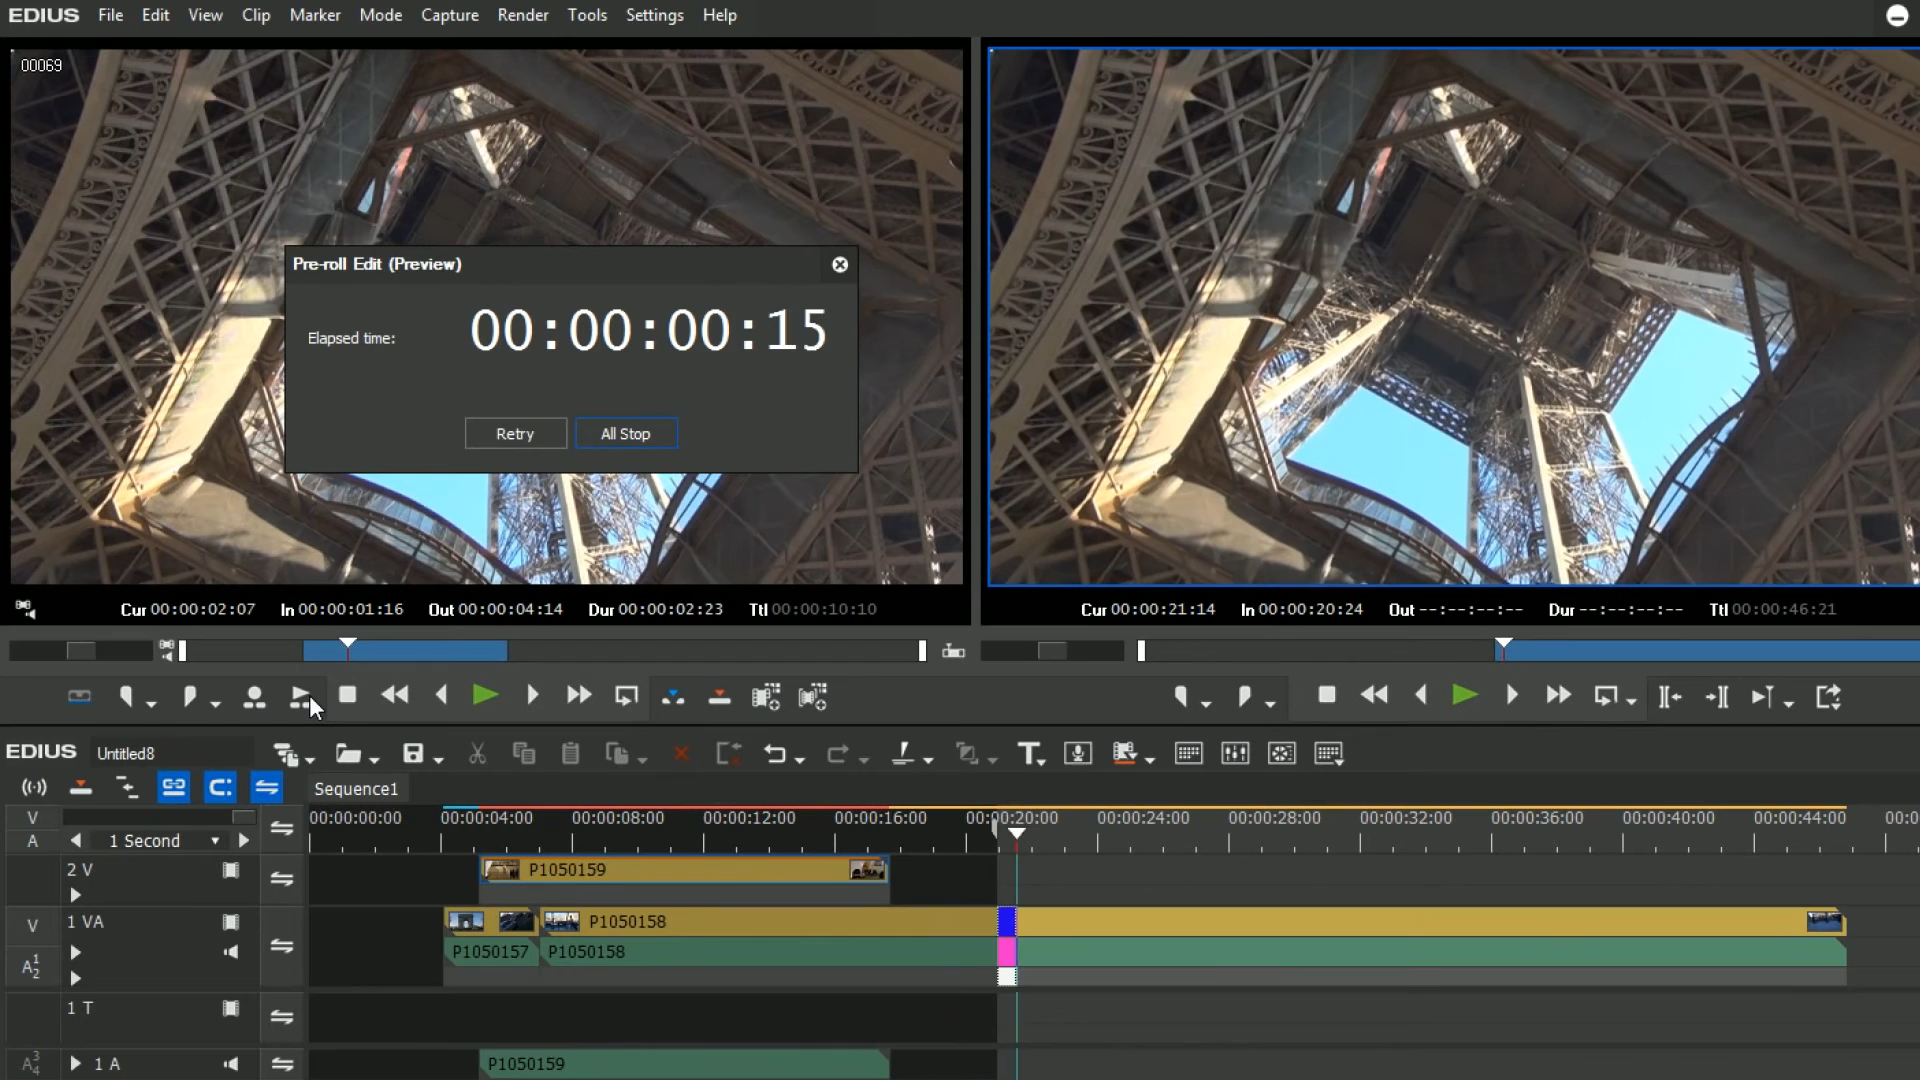 EDIUS File Edit View Clip Marker Mode Capture Render Tools Settings Help
00069
Pre-roll Edit (Preview)
Elapsed time: 00:00:00:15
Retry All Stop
Cur 00:00:02:07 In 00:00:01:16 Out 00:00:04:14 Dur 00:00:02:23 Ttl 00:00:10:10
Cur 00:00:21:14 In 00:00:20:24 Out --:--:--:-- Dur --:--:--:-- Ttl 00:00:46:21
EDIUS Untitled8
Sequence1
V 00:00:00:00 00:00:04:00 00:00:08:00 00:00:12:00 00:00:16:00 00:00:20:00 00:00:24:00 00:00:28:00 00:00:32:00 00:00:36:00 00:00:40:00 00:00:44:00 00:0
A 1 Second
2 V P1050159
V 1 VA P1050158
P1050157 P1050158
A 1 2
1 T
A 3 4 1 A P1050159